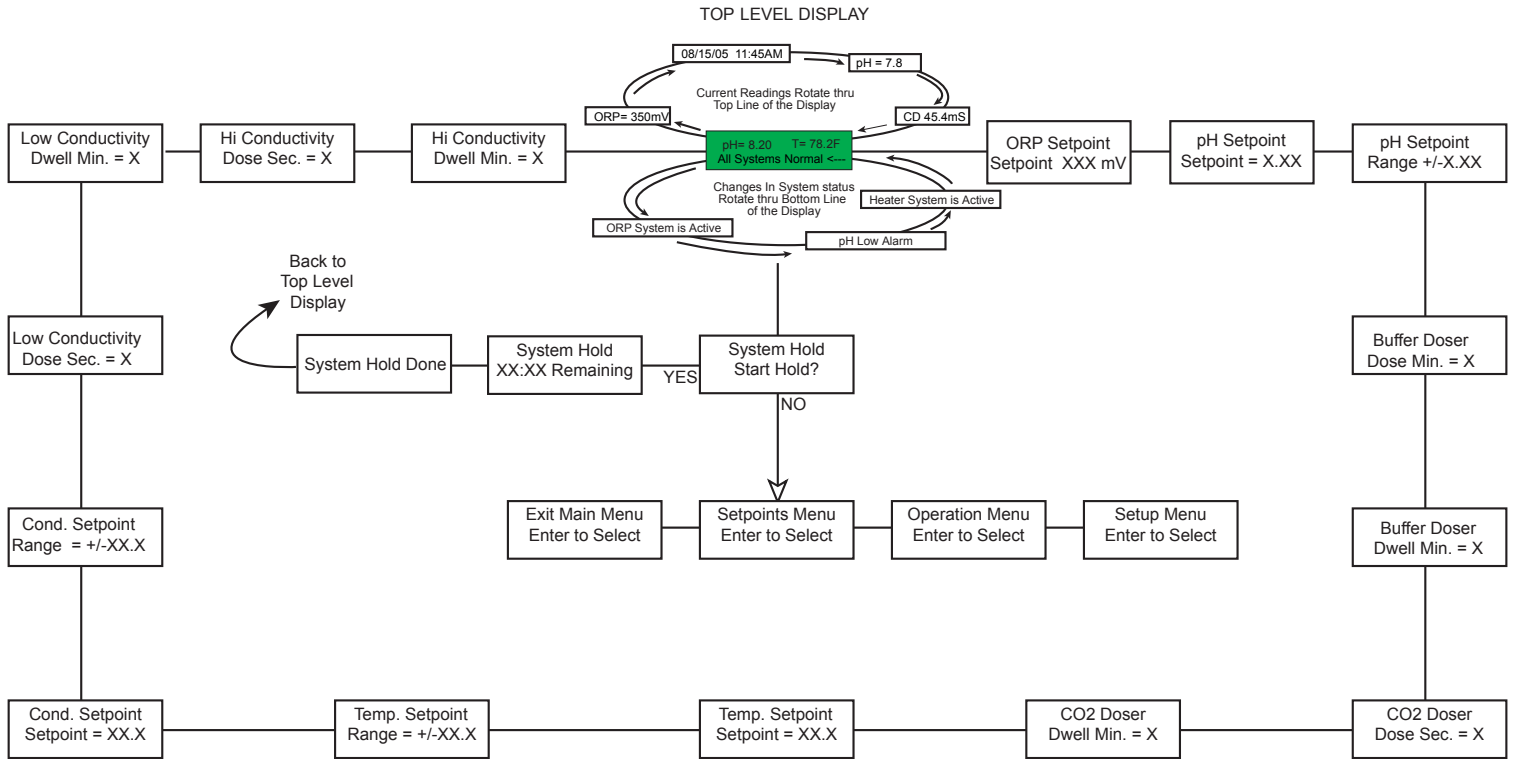 TOP LEVEL DISPLAY
08/15/05 11:45AM
pH = 7.8
Current Readings Rotate thru
Top Line of the Display
ORP= 350mV
CD 45.4mS
Low Conductivity
Dwell Min. = X
Hi Conductivity
Dose Sec. = X
Hi Conductivity
Dwell Min. = X
pH= 8.20 T= 78.2F
All Systems Normal <---
ORP Setpoint
Setpoint XXX mV
pH Setpoint
Setpoint = X.XX
pH Setpoint
Range +/-X.XX
Changes In System status
Rotate thru Bottom Line
of the Display
Heater System is Active
ORP System is Active
pH Low Alarm
Back to
Top Level
Display
Low Conductivity
Dose Sec. = X
System Hold Done
System Hold
XX:XX Remaining
YES
System Hold
Start Hold?
NO
Buffer Doser
Dose Min. = X
Cond. Setpoint
Range = +/-XX.X
Exit Main Menu
Enter to Select
Setpoints Menu
Enter to Select
Operation Menu
Enter to Select
Setup Menu
Enter to Select
Buffer Doser
Dwell Min. = X
Cond. Setpoint
Setpoint = XX.X
Temp. Setpoint
Range = +/-XX.X
Temp. Setpoint
Setpoint = XX.X
CO2 Doser
Dwell Min. = X
CO2 Doser
Dose Sec. = X